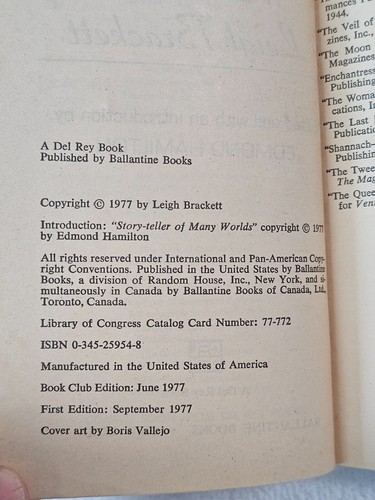 A Del Rey Book
Published by Ballantine Books
Copyright © 1977 by Leigh Brackett
Introduction: "Story-teller of Many Worlds" copyright © 1977
by Edmond Hamilton
All rights reserved under International and Pan-American Copy-
right Conventions. Published in the United States by Ballantine
Books, a division of Random House, Inc., New York, and si-
multaneously in Canada by Ballantine Books of Canada, Ltd.,
Toronto, Canada.
Library of Congress Catalog Card Number: 77-772
ISBN 0-345-25954-8
Manufactured in the United States of America
Book Club Edition: June 1977
First Edition: September 1977
Cover art by Boris Vallejo
mances Pu
1944.
"The Veil of
zines, Inc.,
"The Moon
Magazines
"Enchantress
Publishing
"The Woma
cations, In
"The Last
Publicatio
"Shannach—
Publishing
"The Twee
The Mag
"The Quee
for Ven